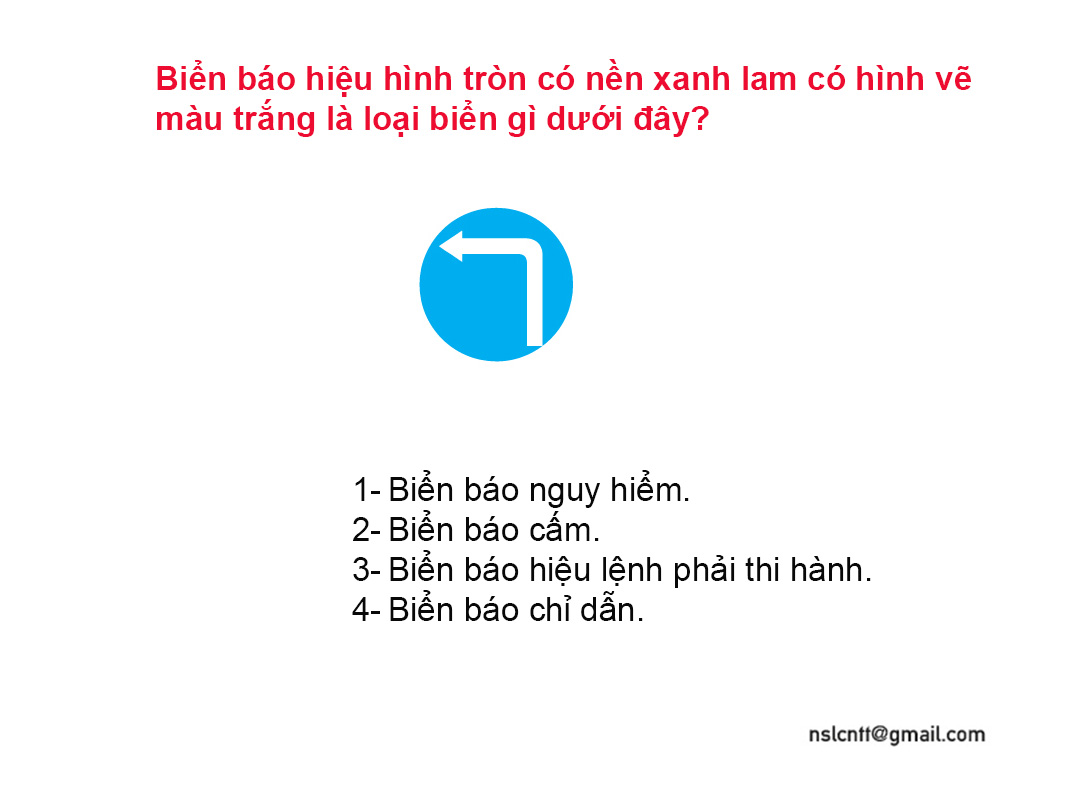 Biển báo hiệu hình tròn có nền xanh lam có hình vẽ
màu trắng là loại biển gì dưới đây?
1- Biển báo nguy hiểm.
2- Biển báo cấm.
3- Biển báo hiệu lệnh phải thi hành.
4- Biển báo chỉ dẫn.
nslcntt@gmail.com